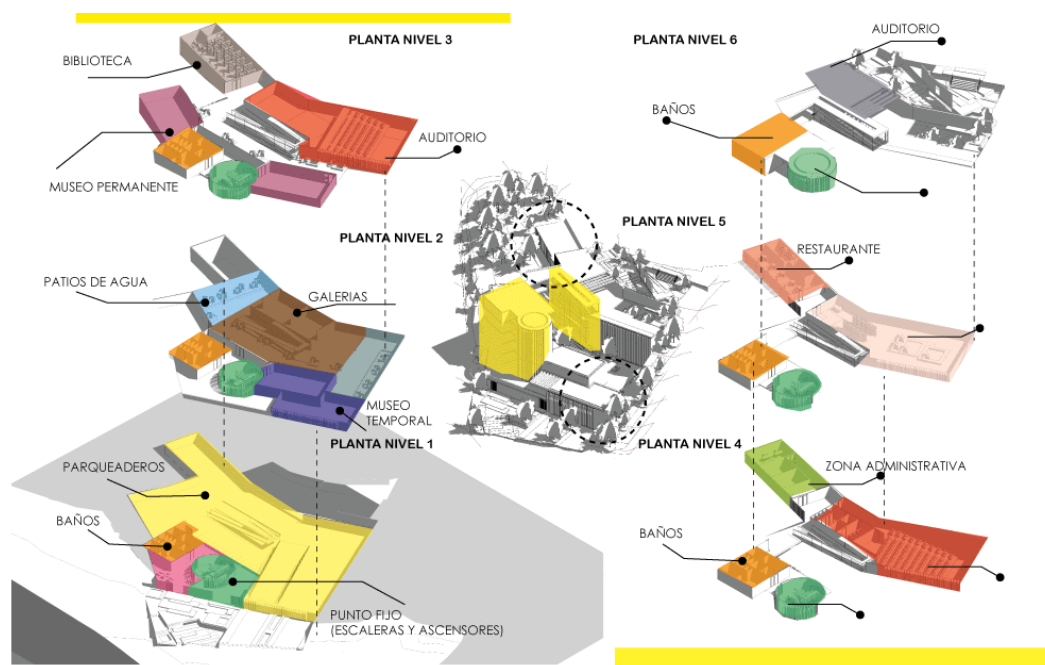 PLANTA NIVEL 3
BIBLIOTECA
AUDITORIO
MUSEO PERMANENTE
PLANTA NIVEL 2
PATIOS DE AGUA
GALERIAS
MUSEO
TEMPORAL
PLANTA NIVEL 1
PARQUEADEROS
BAÑOS
PUNTO FIJO
(ESCALERAS Y ASCENSORES)
PLANTA NIVEL 6
AUDITORIO
BAÑOS
PLANTA NIVEL 5
RESTAURANTE
PLANTA NIVEL 4
ZONA ADMINISTRATIVA
BAÑOS